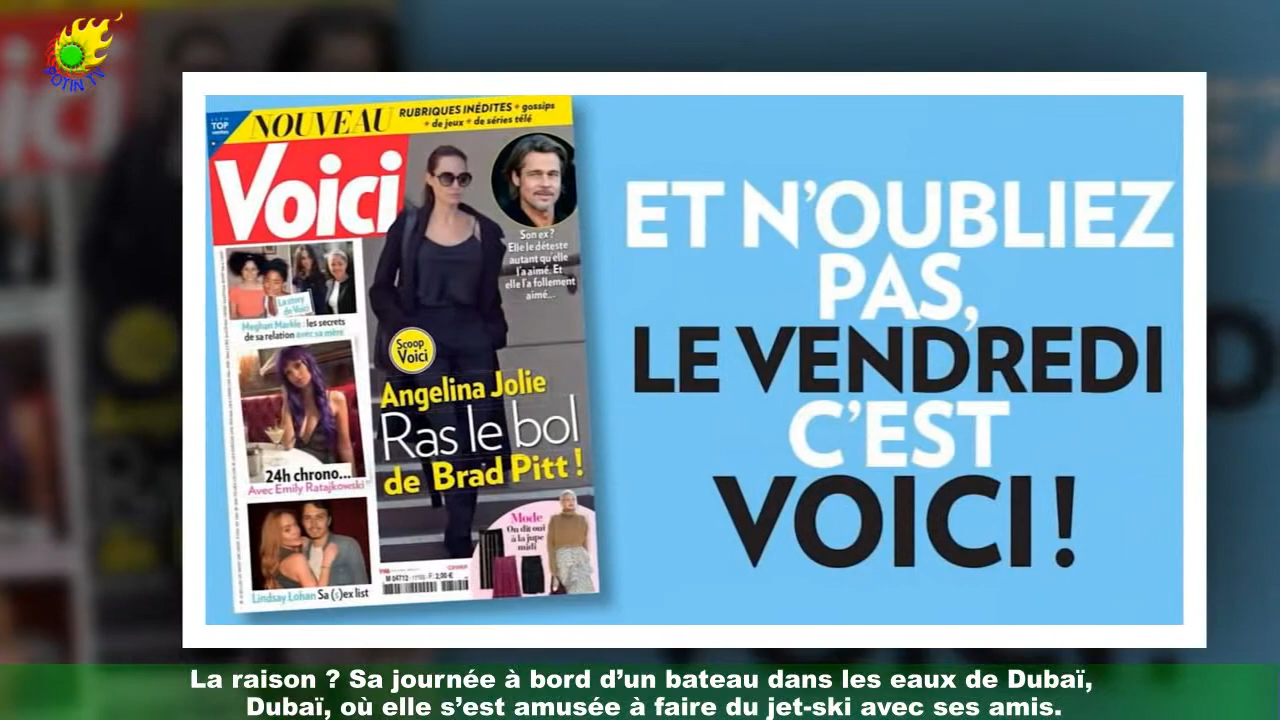 POTIN TV
TOP
NOUVEAU
RUBRIQUES INÉDITES + gossips
+ de jeux + de séries télé
Voici
Son ex ?
Elle le déteste
autant qu'elle
l'a aimé. Et
elle l'a follement
aimé...
La story
de Voici
Meghan Markle : les secrets
de sa relation avec sa mère
Scoop
Voici
Angelina Jolie
Ras le bol
de Brad Pitt !
24h chrono...
Avec Emily Ratajkowski
Mode
On dit oui
à la jupe
midi
Lindsay Lohan Sa (s)ex list
ET N'OUBLIEZ
PAS,
LE VENDREDI
C'EST
VOICI !
La raison ? Sa journée à bord d'un bateau dans les eaux de Dubaï,
Dubaï, où elle s'est amusée à faire du jet-ski avec ses amis.